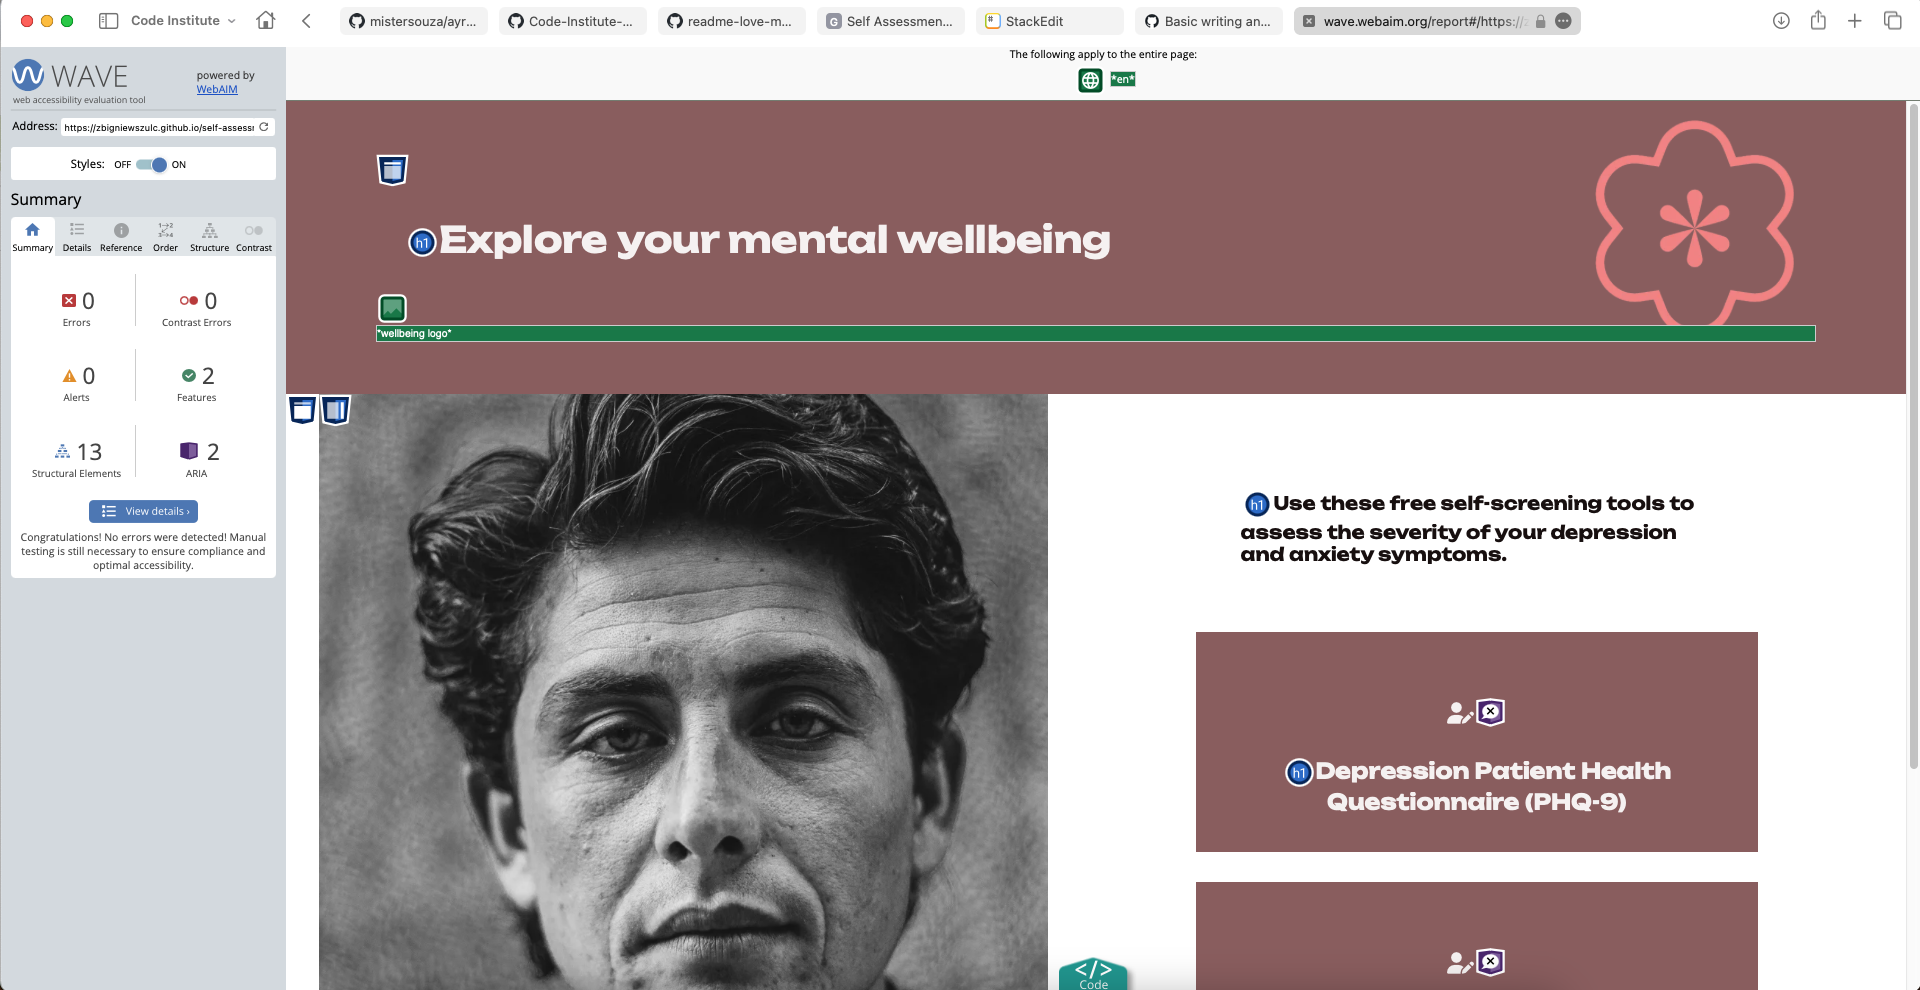 Code Institute
mistersouza/ayr...
Code-Institute-...
readme-love-m...
Self Assessmen...
StackEdit
Basic writing an...
wave.webaim.org/report#/https://
WAVE
powered by
WebAIM
web accessibility evaluation tool
Address: https://zbigniewszulc.github.io/self-assess
Styles: OFF ON
Summary
Summary Details Reference Order Structure Contrast
0 0
Errors Contrast Errors
0 2
Alerts Features
13 2
Structural Elements ARIA
View details ›
Congratulations! No errors were detected! Manual
testing is still necessary to ensure compliance and
optimal accessibility.
The following apply to the entire page:
*en*
h1 Explore your mental wellbeing
*wellbeing logo*
h1 Use these free self-screening tools to
assess the severity of your depression
and anxiety symptoms.
h1 Depression Patient Health
Questionnaire (PHQ-9)
</>
Code